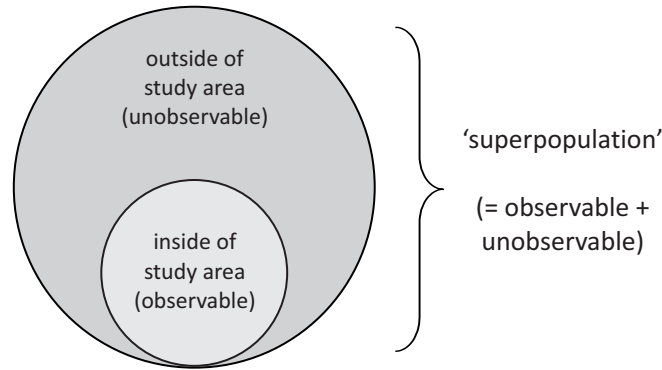 outside of
study area
(unobservable)
inside of
study area
(observable)
‘superpopulation’
(= observable +
unobservable)